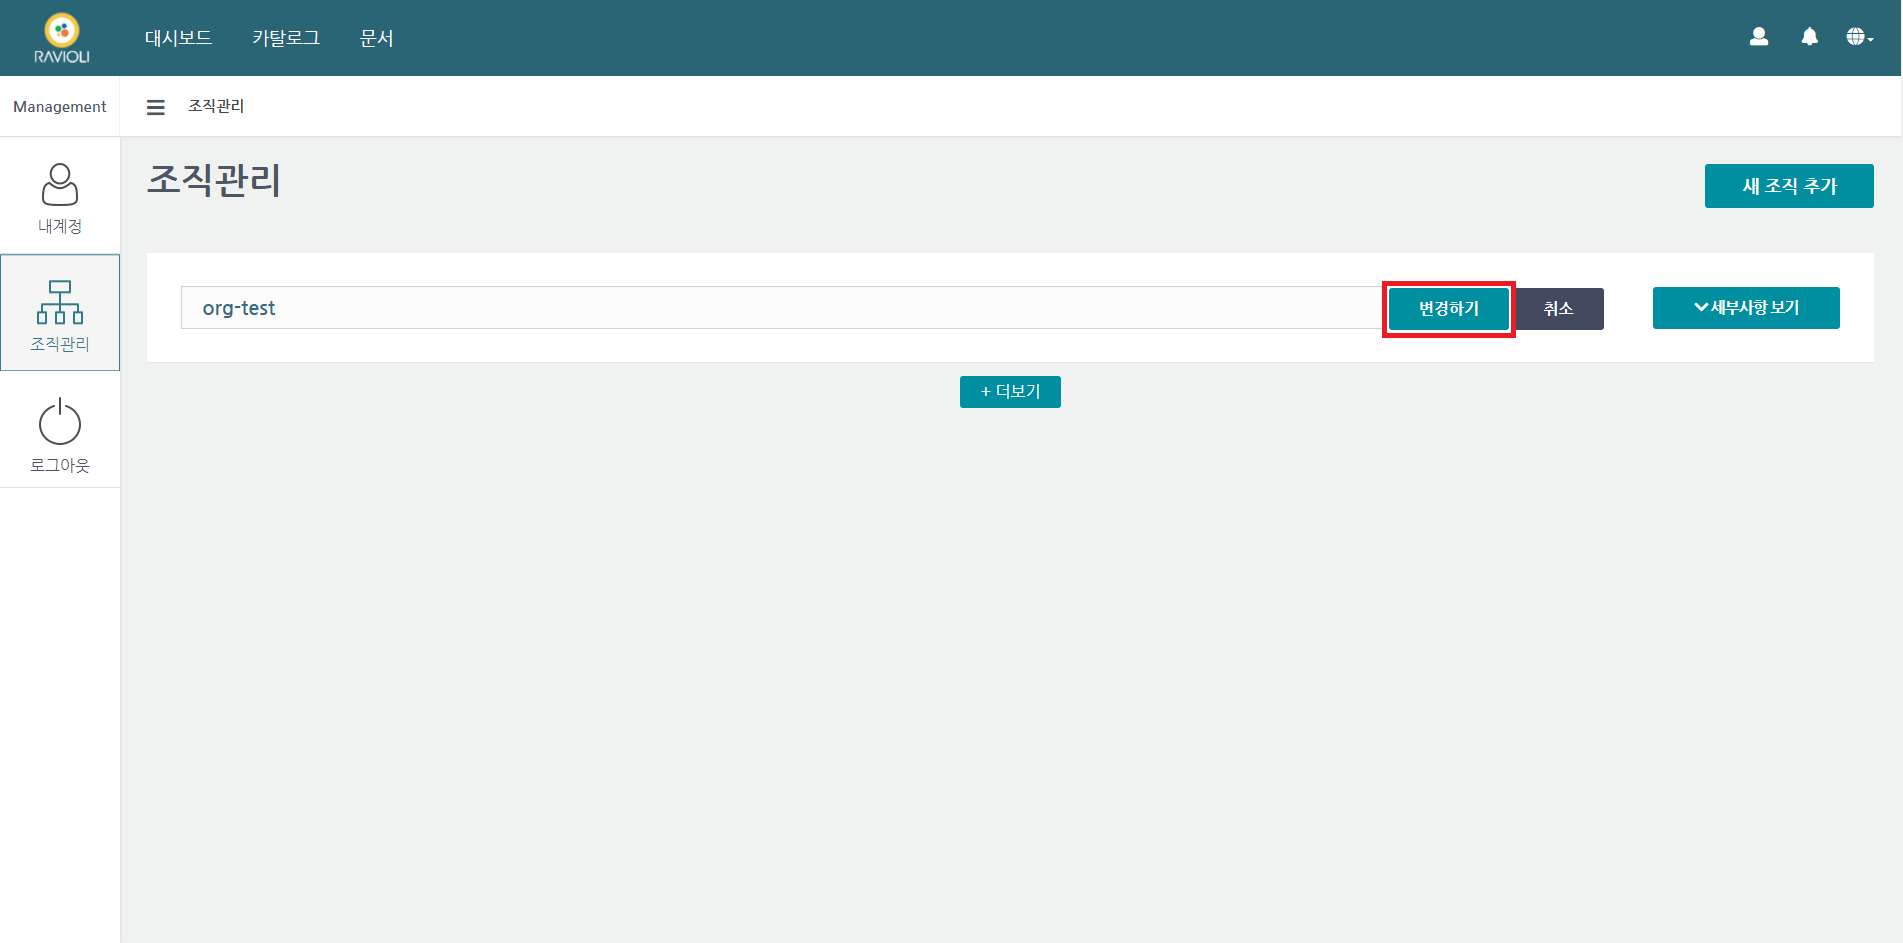 RAVIOLI
대시보드 카탈로그 문서
Management
조직관리
내계정
조직관리
로그아웃
조직관리
새 조직 추가
org-test
변경하기
취소
세부사항 보기
+ 더보기